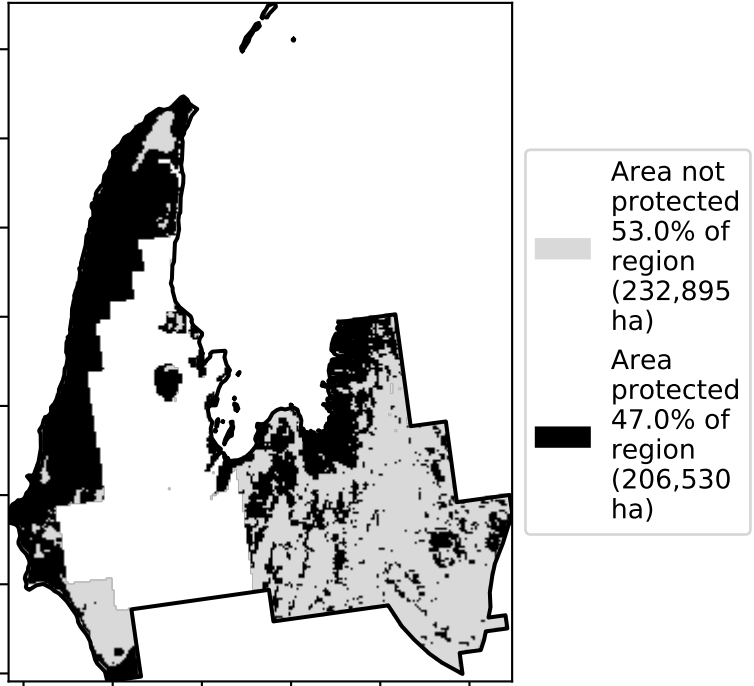 Area not
protected
53.0% of
region
(232,895
ha)
Area
protected
47.0% of
region
(206,530
ha)